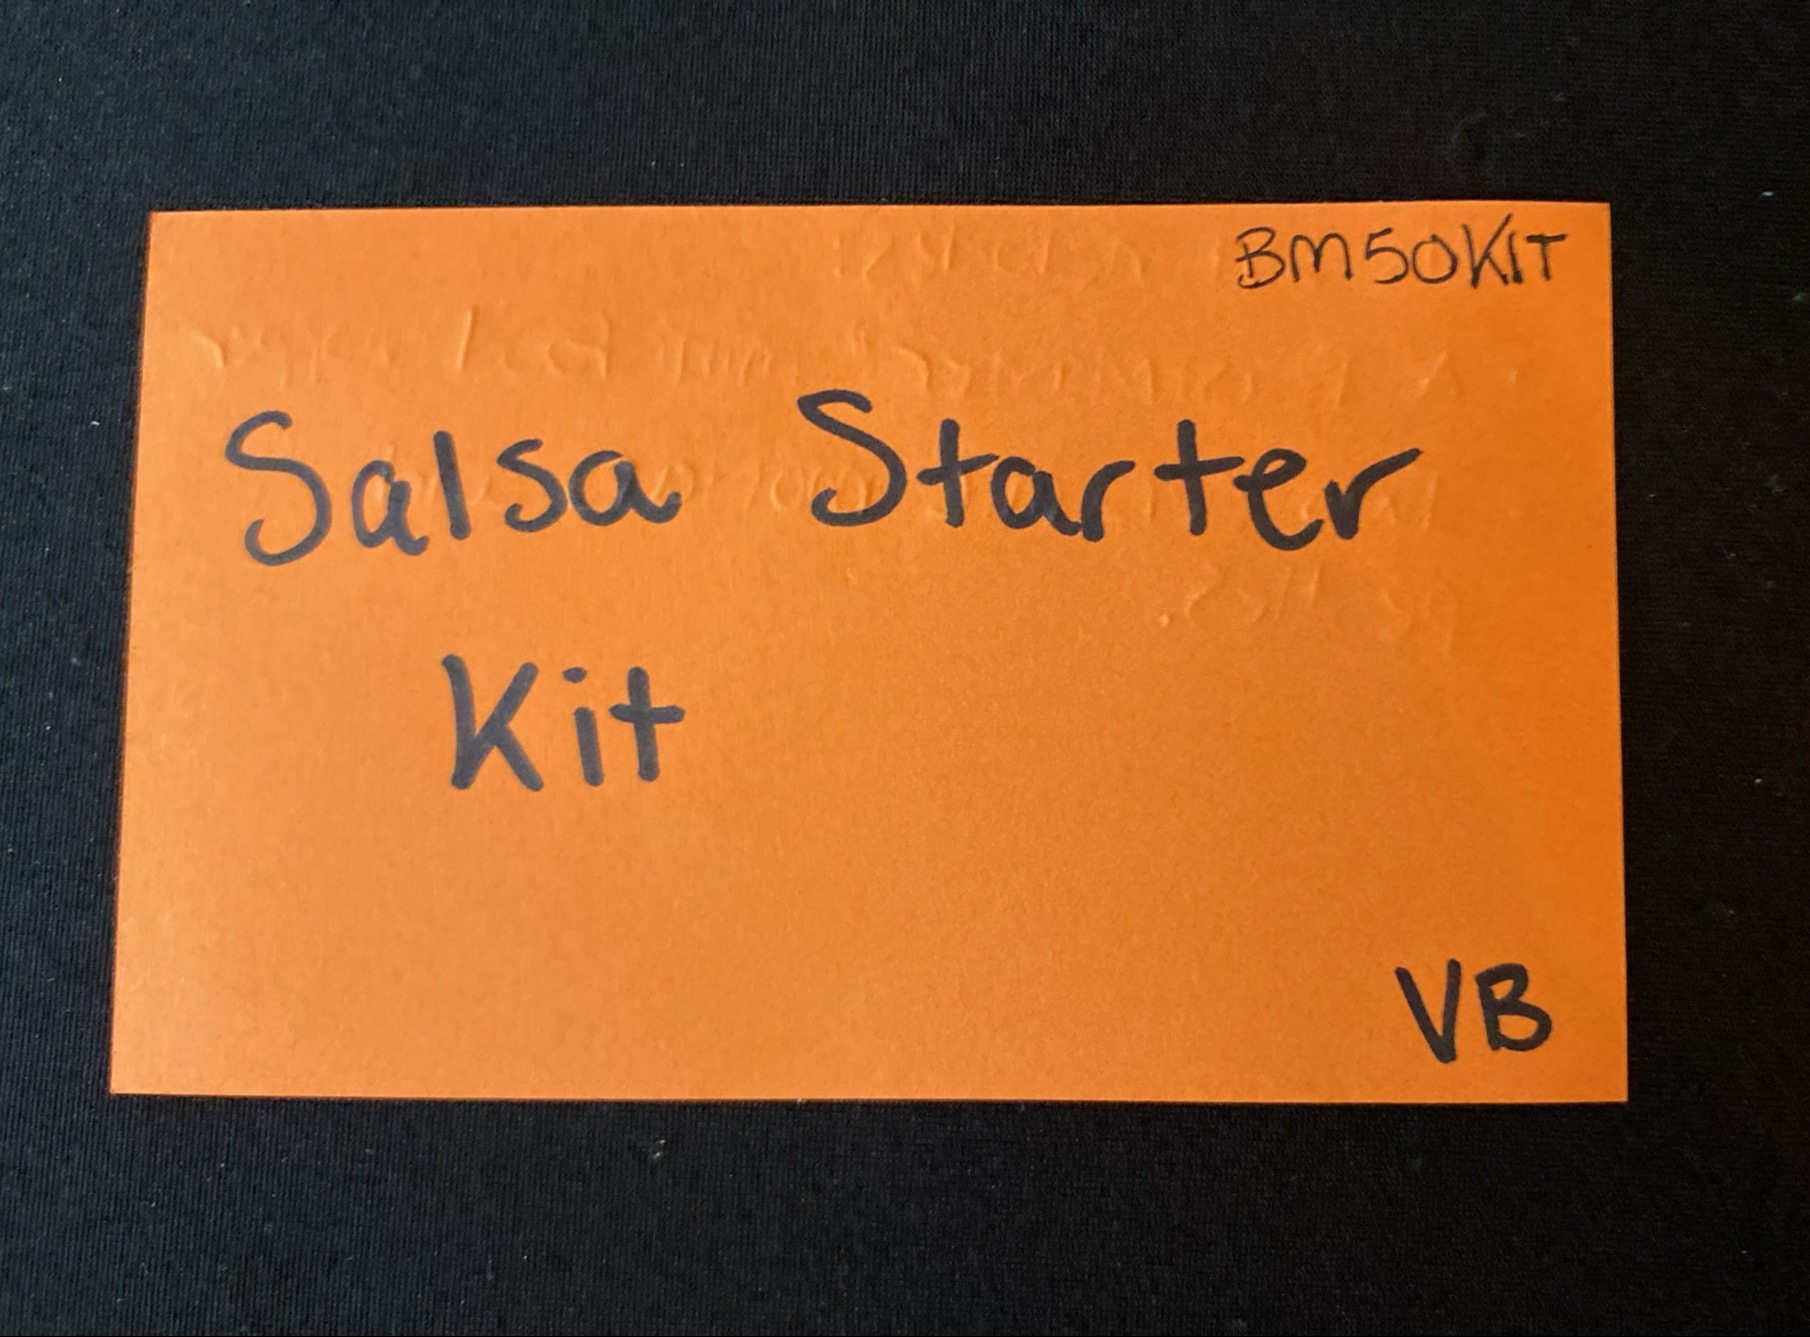 BM50KIT
Salsa Starter
Kit
VB